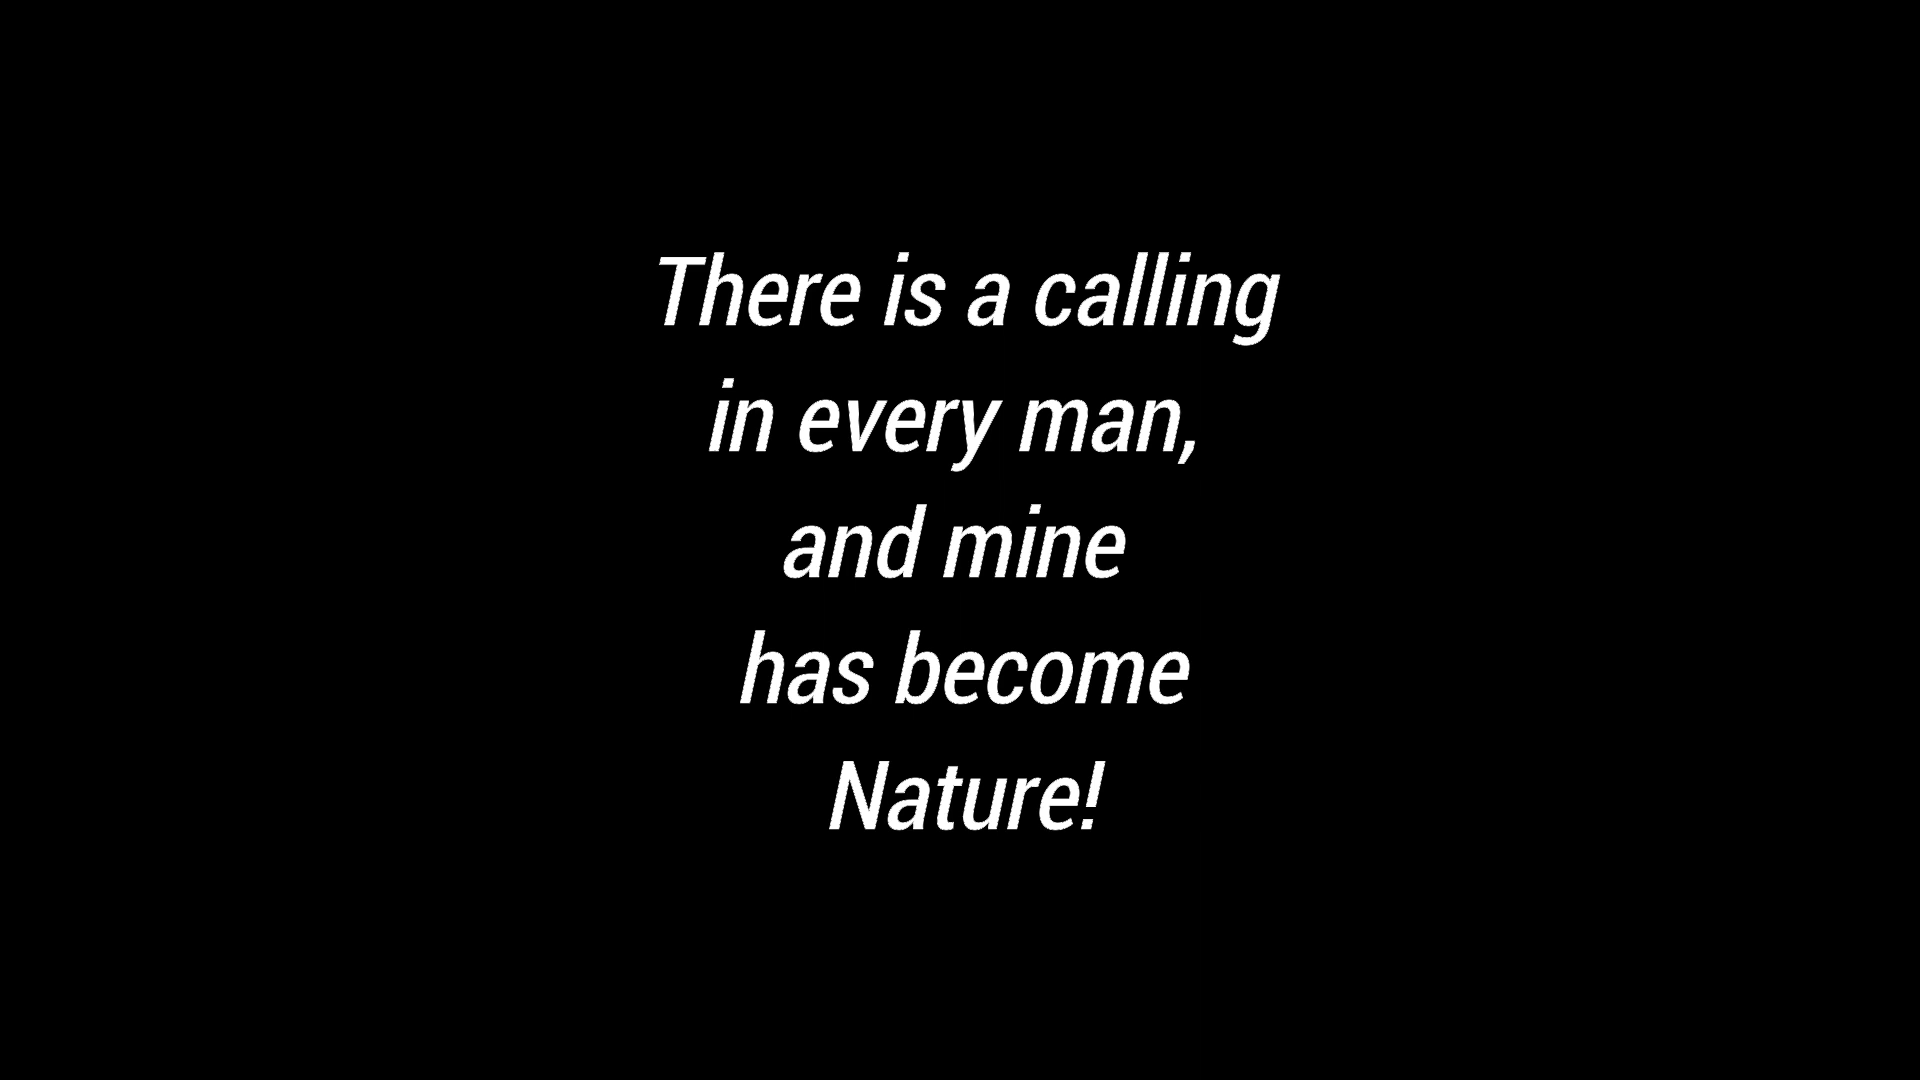 There is a calling
in every man,
and mine
has become
Nature!